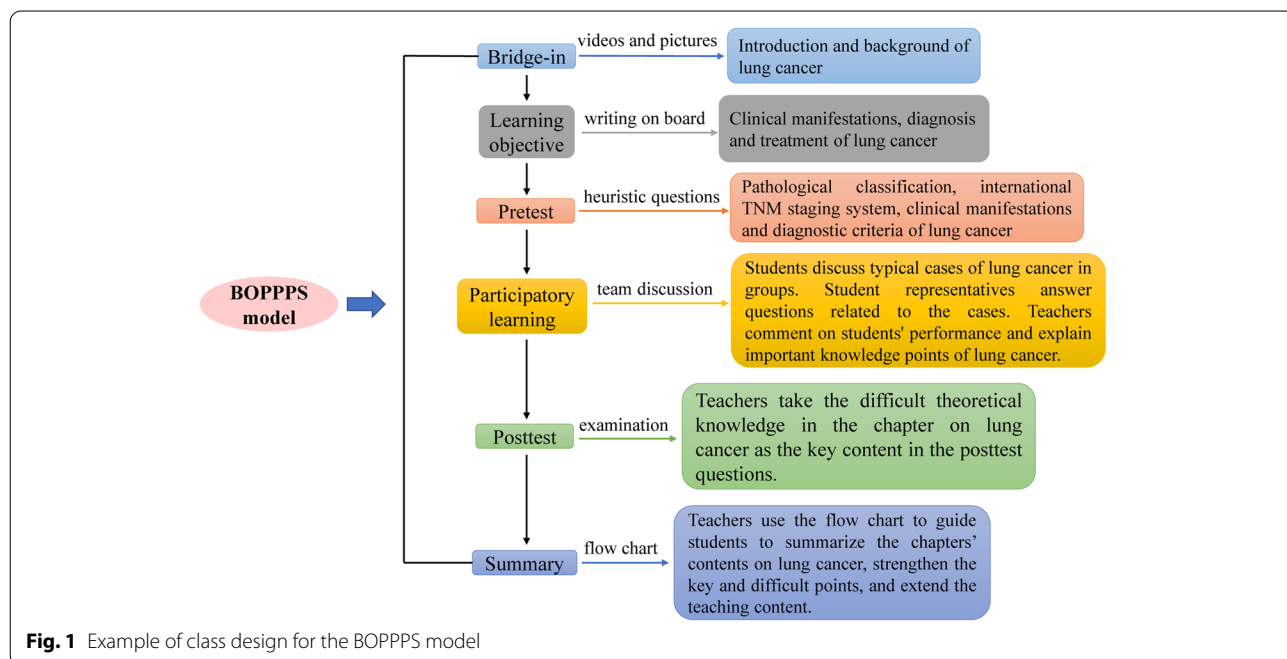 videos and pictures
Bridge-in
Introduction and background of
lung cancer
Learning
objective
writing on board
Clinical manifestations, diagnosis
and treatment of lung cancer
Pretest
heuristic questions
Pathological classification, international
TNM staging system, clinical manifestations
and diagnostic criteria of lung cancer
BOPPPS
model
Participatory
learning
team discussion
Students discuss typical cases of lung cancer in
groups. Student representatives answer
questions related to the cases. Teachers
comment on students' performance and explain
important knowledge points of lung cancer.
Posttest
examination
Teachers take the difficult theoretical
knowledge in the chapter on lung
cancer as the key content in the posttest
questions.
Summary
flow chart
Teachers use the flow chart to guide
students to summarize the chapters’
contents on lung cancer, strengthen the
key and difficult points, and extend the
teaching content.
Fig. 1 Example of class design for the BOPPPS model